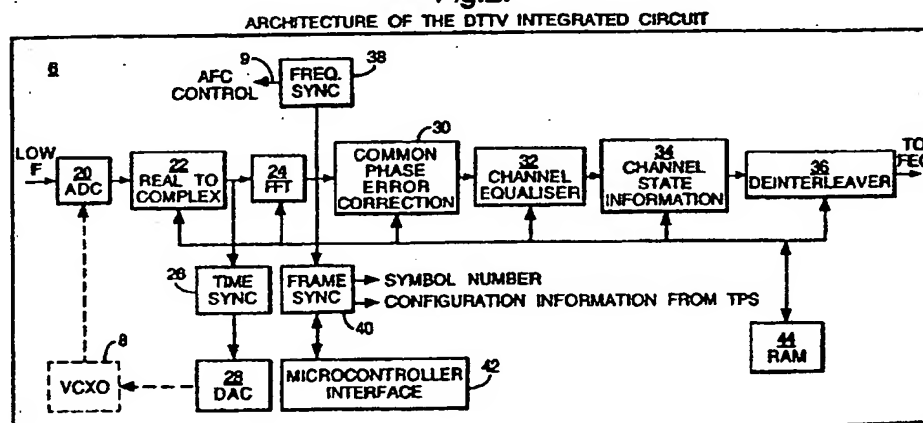 Fig.2.
ARCHITECTURE OF THE DTTV INTEGRATED CIRCUIT
6
9
AFC
CONTROL
FREQ.
SYNC
38
LOW
IF
20
ADC
22
REAL TO
COMPLEX
24
FFT
30
COMMON
PHASE
ERROR
CORRECTION
32
CHANNEL
EQUALISER
34
CHANNEL
STATE
INFORMATION
36
DEINTERLEAVER
TO
FEC
26
TIME
SYNC
FRAME
SYNC
40
SYMBOL NUMBER
CONFIGURATION INFORMATION FROM TPS
8
VCXO
28
DAC
MICROCONTROLLER
INTERFACE
42
44
RAM